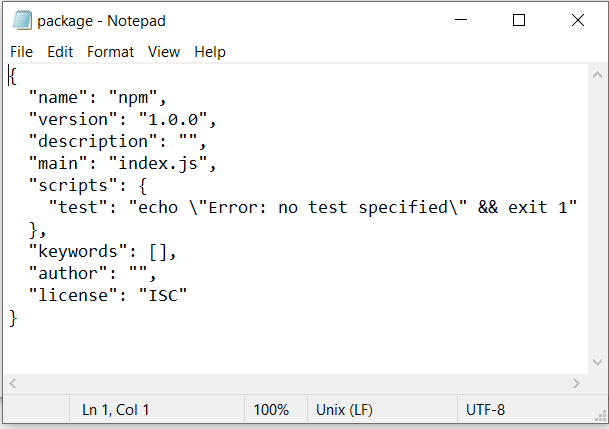 package - Notepad
File Edit Format View Help
{
  "name": "npm",
  "version": "1.0.0",
  "description": "",
  "main": "index.js",
  "scripts": {
    "test": "echo \"Error: no test specified\" && exit 1"
  },
  "keywords": [],
  "author": "",
  "license": "ISC"
}
Ln 1, Col 1 100% Unix (LF) UTF-8